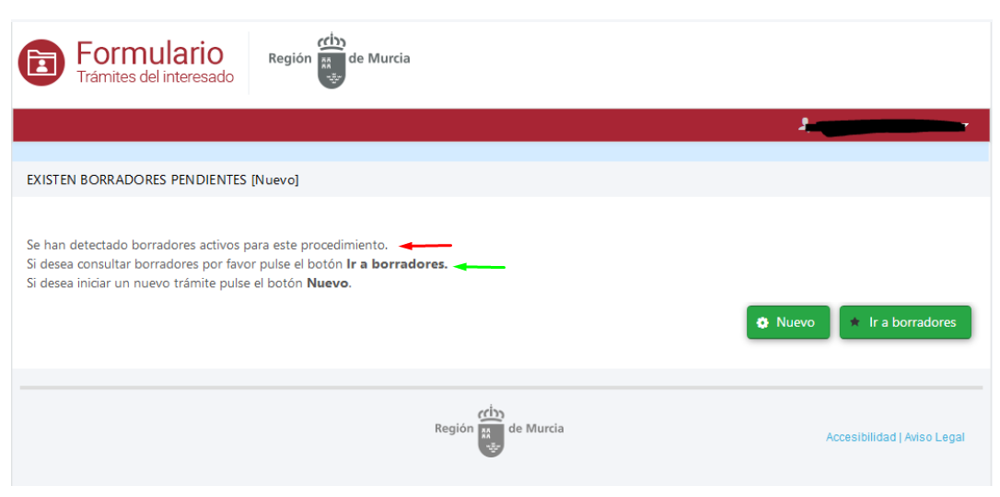 Formulario
Trámites del interesado
Región de Murcia
EXISTEN BORRADORES PENDIENTES [Nuevo]
Se han detectado borradores activos para este procedimiento.
Si desea consultar borradores por favor pulse el botón Ir a borradores.
Si desea iniciar un nuevo trámite pulse el botón Nuevo.
Nuevo
Ir a borradores
Región de Murcia
Accesibilidad | Aviso Legal